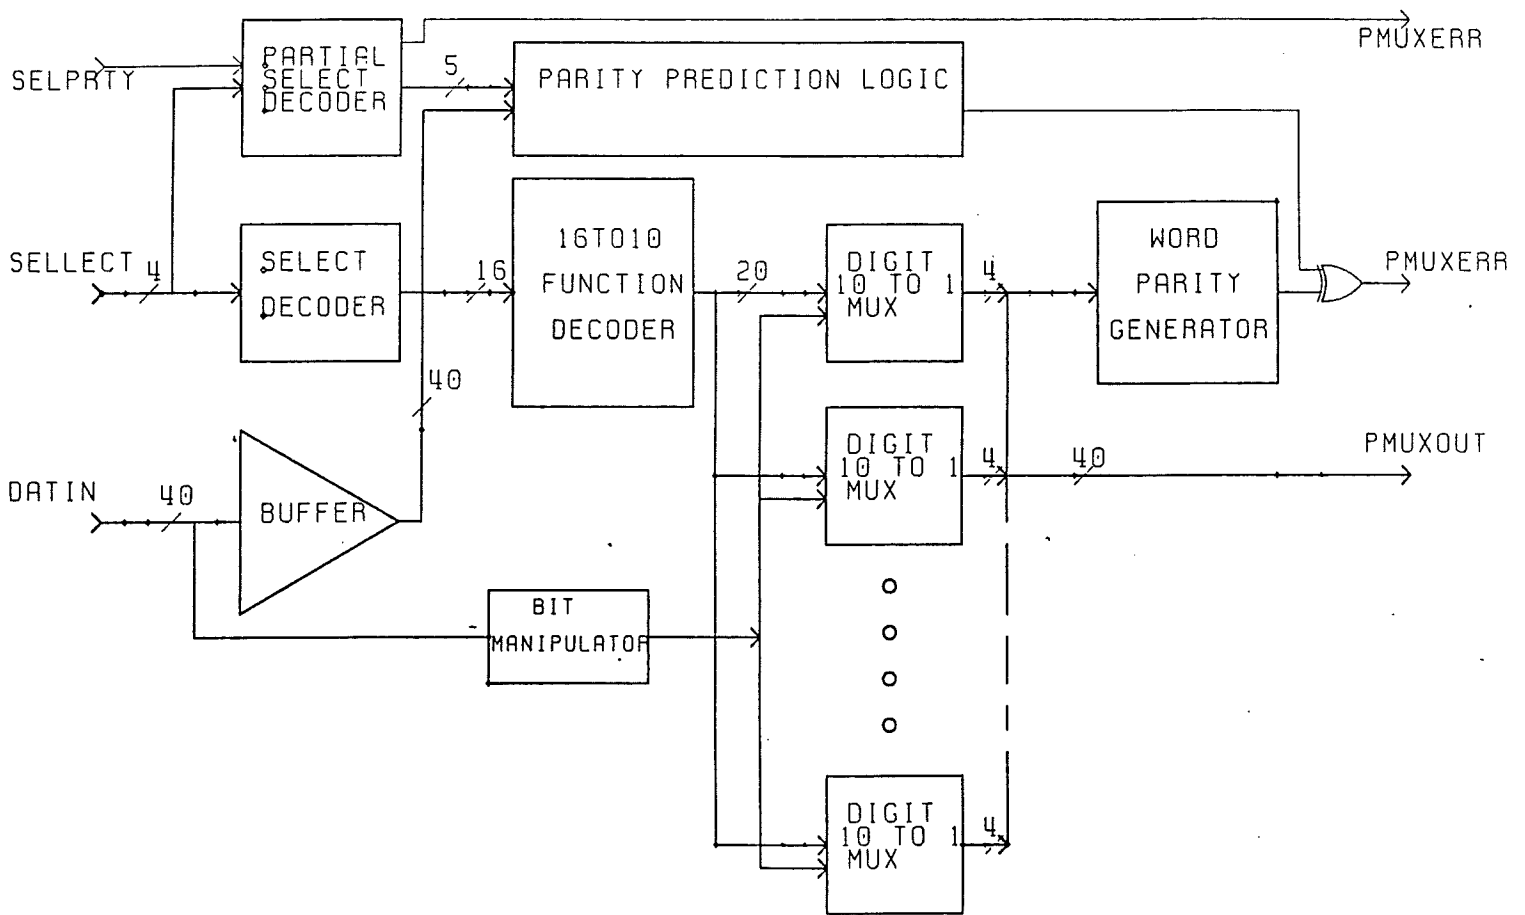 PMUXERR
SELPRTY
PARTIAL
SELECT
DECODER
5
PARITY PREDICTION LOGIC
SELLECT
4
SELECT
DECODER
16
16TO10
FUNCTION
DECODER
20
DIGIT
10 TO 1
MUX
4
WORD
PARITY
GENERATOR
PMUXERR
40
DIGIT
10 TO 1
MUX
4
40
PMUXOUT
DATIN
40
BUFFER
BIT
MANIPULATOR
DIGIT
10 TO 1
MUX
4